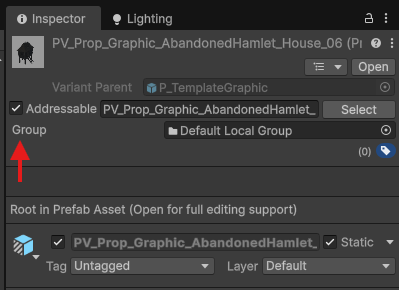 Inspector Lighting
PV_Prop_Graphic_AbandonedHamlet_House_06 (Pr
Open
Variant Parent P_TemplateGraphic
Addressable PV_Prop_Graphic_AbandonedHamlet_ Select
Group Default Local Group
(0)
Root in Prefab Asset (Open for full editing support)
PV_Prop_Graphic_AbandonedHamlet_ Static
Tag Untagged Layer Default